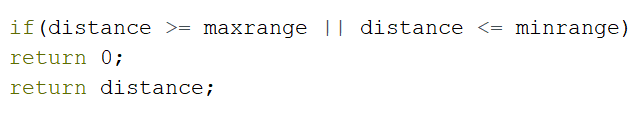 if(distance >= maxrange || distance <= minrange)
return 0;
return distance;